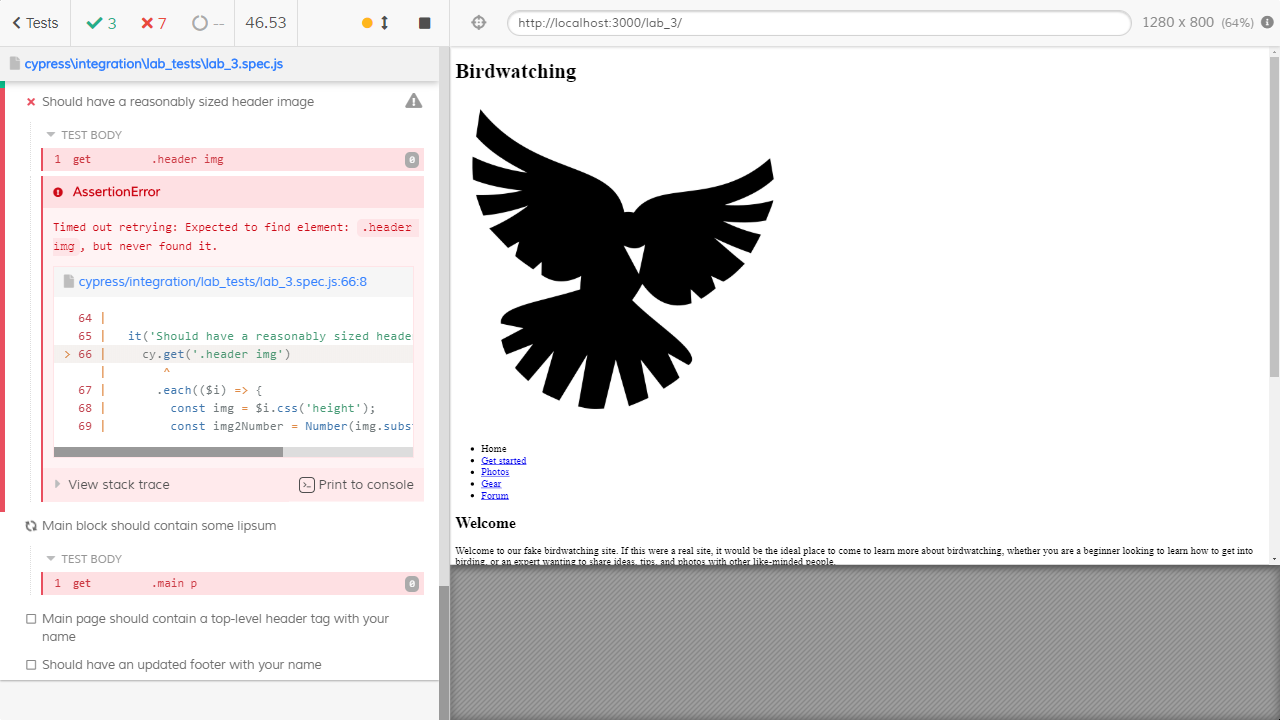 Tests 3 7 -- 46.53
http://localhost:3000/lab_3/ 1280 x 800 (64%)
cypress\integration\lab_tests\lab_3.spec.js
Should have a reasonably sized header image
TEST BODY
1 get .header img 0
AssertionError
Timed out retrying: Expected to find element: .header
img, but never found it.
cypress/integration/lab_tests/lab_3.spec.js:66:8
64 |
65 | it('Should have a reasonably sized heade
> 66 | cy.get('.header img')
| ^
67 | .each(($i) => {
68 | const img = $i.css('height');
69 | const img2Number = Number(img.subs
View stack trace Print to console
Main block should contain some lipsum
TEST BODY
1 get .main p 0
Main page should contain a top-level header tag with your
name
Should have an updated footer with your name
Birdwatching
Home
Get started
Photos
Gear
Forum
Welcome
Welcome to our fake birdwatching site. If this were a real site, it would be the ideal place to come to learn more about birdwatching, whether you are a beginner looking to learn how to get into
birding, or an expert wanting to share ideas, tips, and photos with other like-minded people.